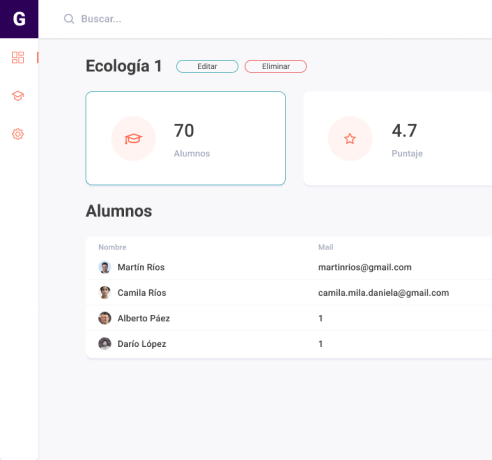 G
Buscar...
Ecología 1 Editar Eliminar
70
Alumnos
4.7
Puntaje
Alumnos
Nombre Mail
Martín Ríos martinrios@gmail.com
Camila Ríos camila.mila.daniela@gmail.com
Alberto Páez 1
Darío López 1